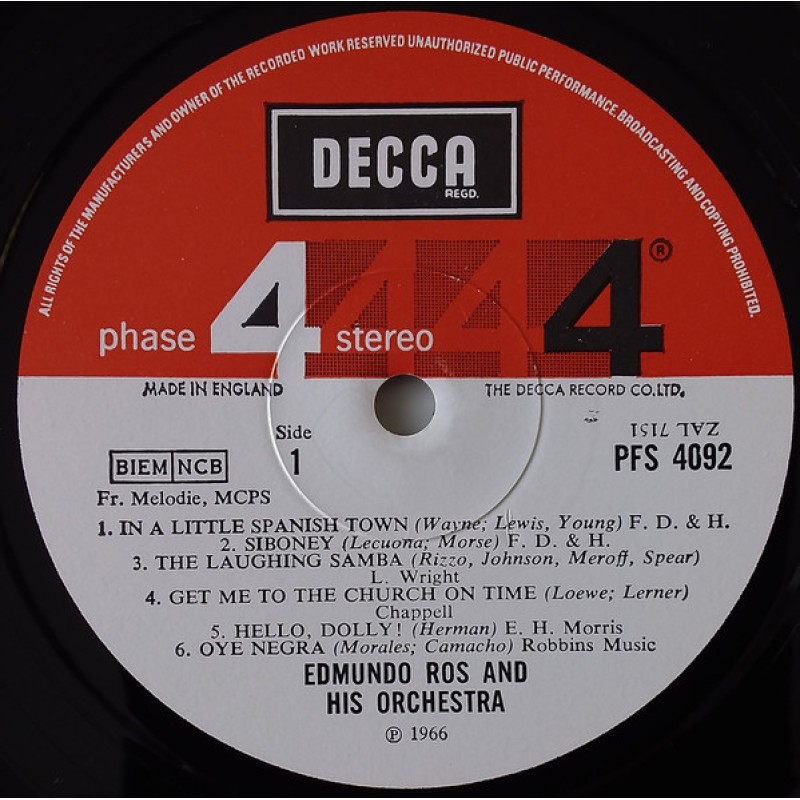 ALL RIGHTS OF THE MANUFACTURERS AND OWNER OF THE RECORDED WORK RESERVED UNAUTHORIZED PUBLIC PERFORMANCE, BROADCASTING AND COPYING PROHIBITED.
DECCA
REGD.
phase 4 stereo 4 4 4 ®
MADE IN ENGLAND THE DECCA RECORD CO. LTD.
Side
1
ZAL 7151
BIEM NCB
PFS 4092
Fr. Melodie, MCPS
1. IN A LITTLE SPANISH TOWN (Wayne; Lewis, Young) F. D. & H.
2. SIBONEY (Lecuona; Morse) F. D. & H.
3. THE LAUGHING SAMBA (Rizzo, Johnson, Meroff, Spear)
L. Wright
4. GET ME TO THE CHURCH ON TIME (Loewe; Lerner)
Chappell
5. HELLO, DOLLY! (Herman) E. H. Morris
6. OYE NEGRA (Morales; Camacho) Robbins Music
EDMUNDO ROS AND
HIS ORCHESTRA
℗ 1966